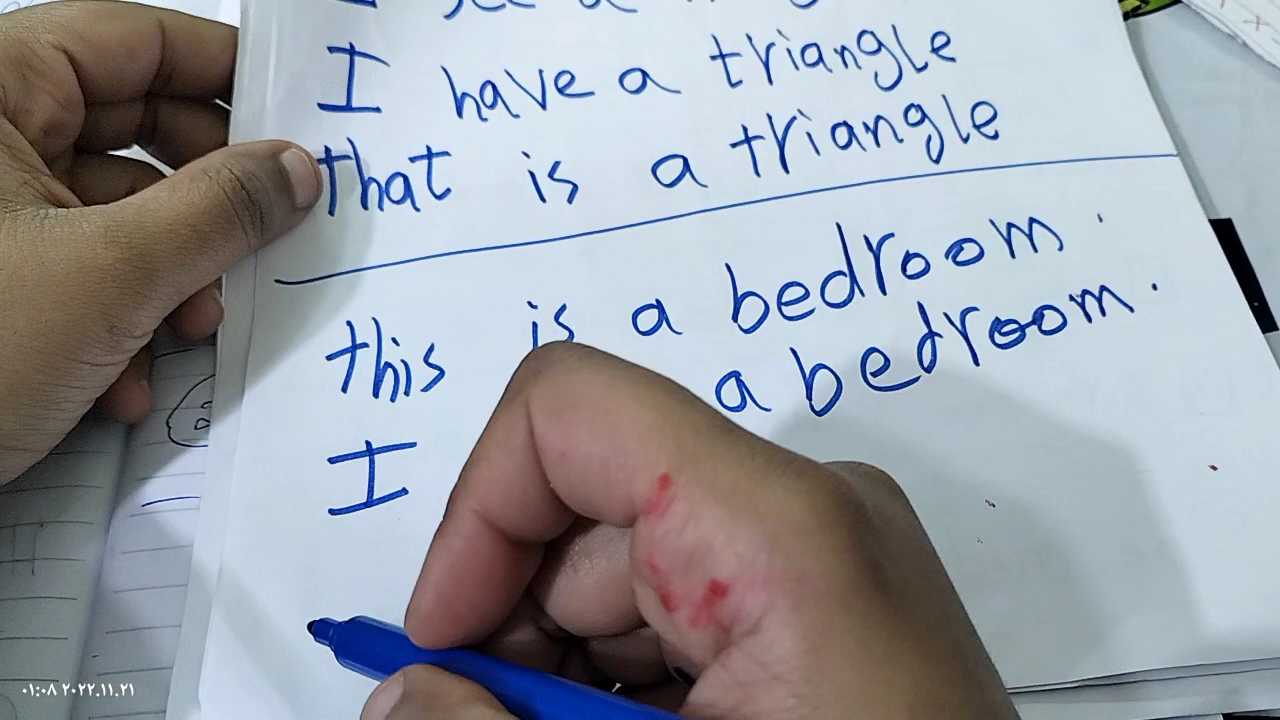 I have a triangle
that is a triangle
this is a bedroom.
I a bedroom.
٠١:٠٨ ٢٠٢٢.١١.٢١